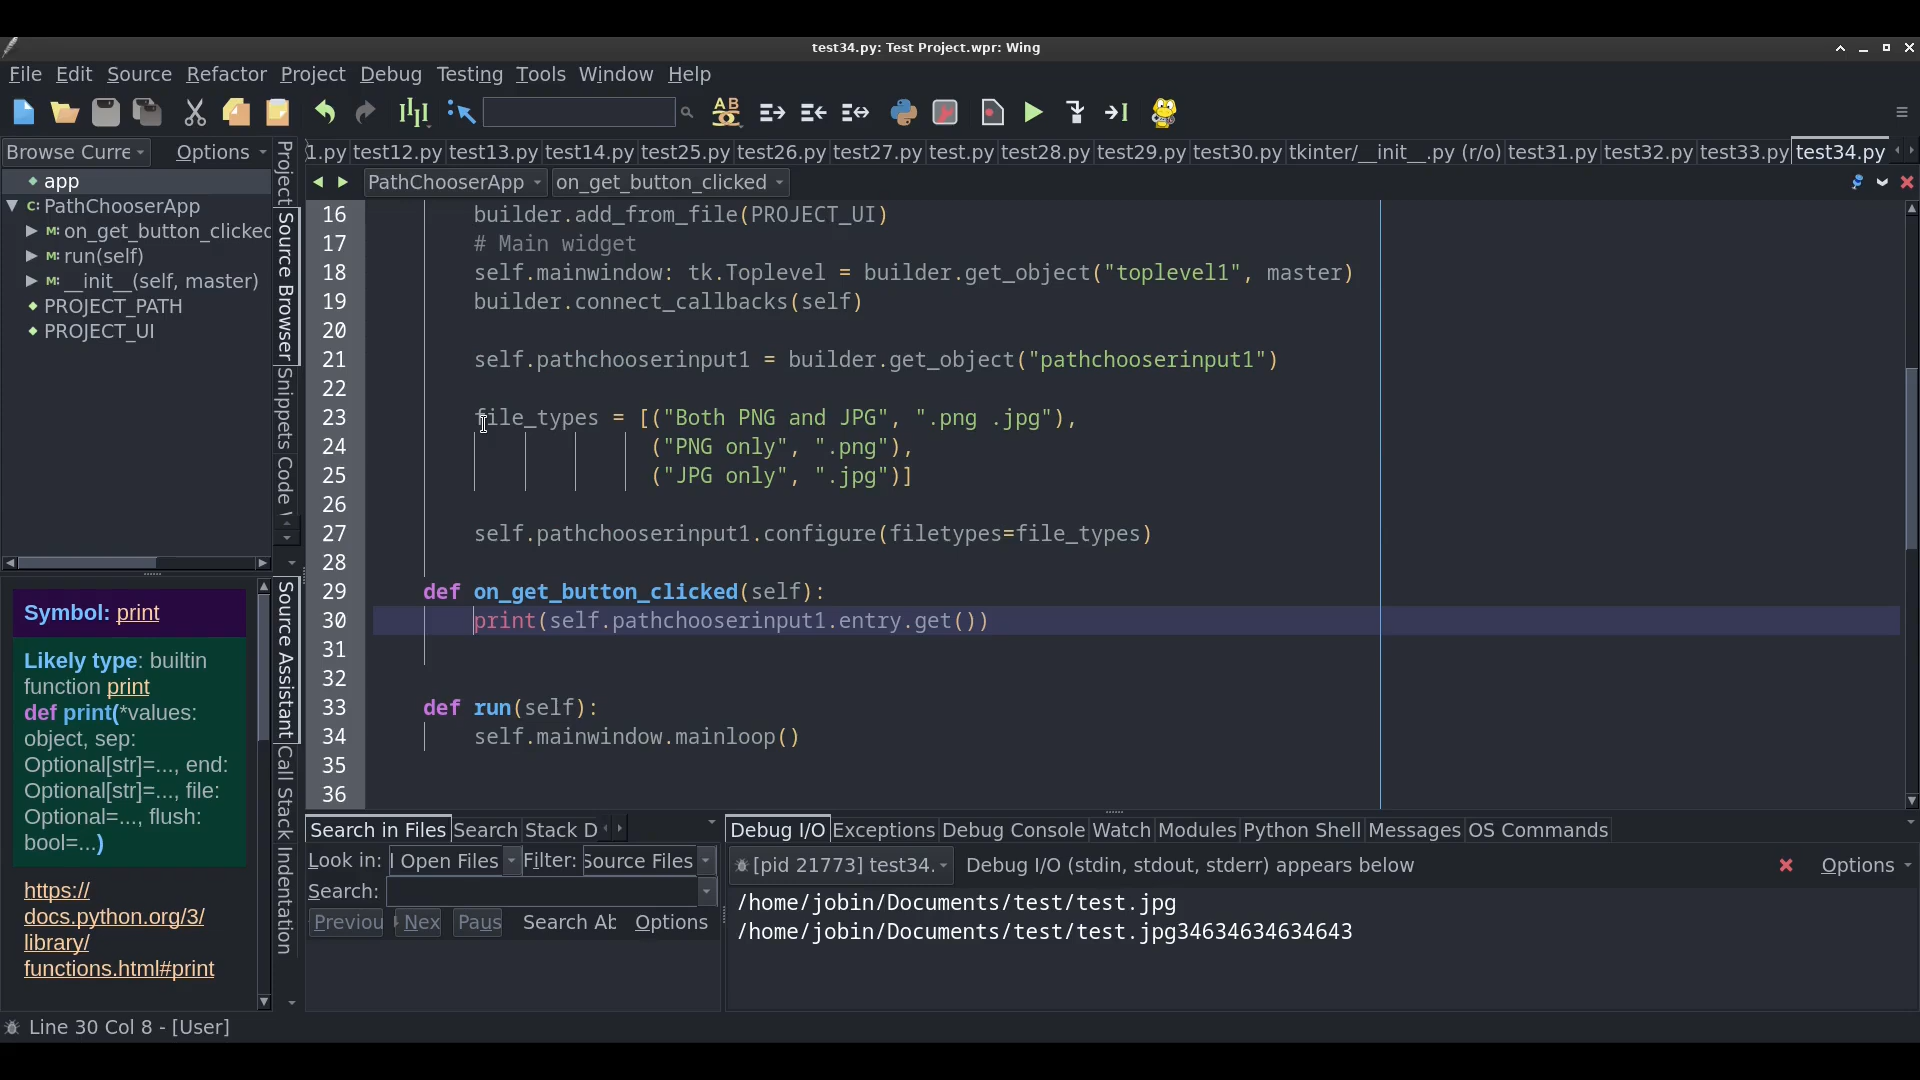 test34.py: Test Project.wpr: Wing
File Edit Source Refactor Project Debug Testing Tools Window Help
Browse Curre Options
1.py test12.py test13.py test14.py test25.py test26.py test27.py test.py test28.py test29.py test30.py tkinter/__init__.py (r/o) test31.py test32.py test33.py test34.py
PathChooserApp on_get_button_clicked
app
C: PathChooserApp
M: on_get_button_clicked
M: run(self)
M: __init__(self, master)
PROJECT_PATH
PROJECT_UI
Project
Source Browser
Snippets
Code
16 builder.add_from_file(PROJECT_UI)
17 # Main widget
18 self.mainwindow: tk.Toplevel = builder.get_object("toplevel1", master)
19 builder.connect_callbacks(self)
20
21 self.pathchooserinput1 = builder.get_object("pathchooserinput1")
22
23 file_types = [("Both PNG and JPG", ".png .jpg"),
24 ("PNG only", ".png"),
25 ("JPG only", ".jpg")]
26
27 self.pathchooserinput1.configure(filetypes=file_types)
28
29 def on_get_button_clicked(self):
30 print(self.pathchooserinput1.entry.get())
31
32
33 def run(self):
34 self.mainwindow.mainloop()
35
36
Symbol: print
Likely type: builtin
function print
def print(*values:
object, sep:
Optional[str]=..., end:
Optional[str]=..., file:
Optional=..., flush:
bool=...)
https://
docs.python.org/3/
library/
functions.html#print
Source Assistant
Call Stack
Indentation
Search in Files Search Stack D
Look in: l Open Files Filter: Source Files
Search:
Previou Nex Paus Search Ab Options
Debug I/O Exceptions Debug Console Watch Modules Python Shell Messages OS Commands
[pid 21773] test34. Debug I/O (stdin, stdout, stderr) appears below Options
/home/jobin/Documents/test/test.jpg
/home/jobin/Documents/test/test.jpg34634634634643
Line 30 Col 8 - [User]